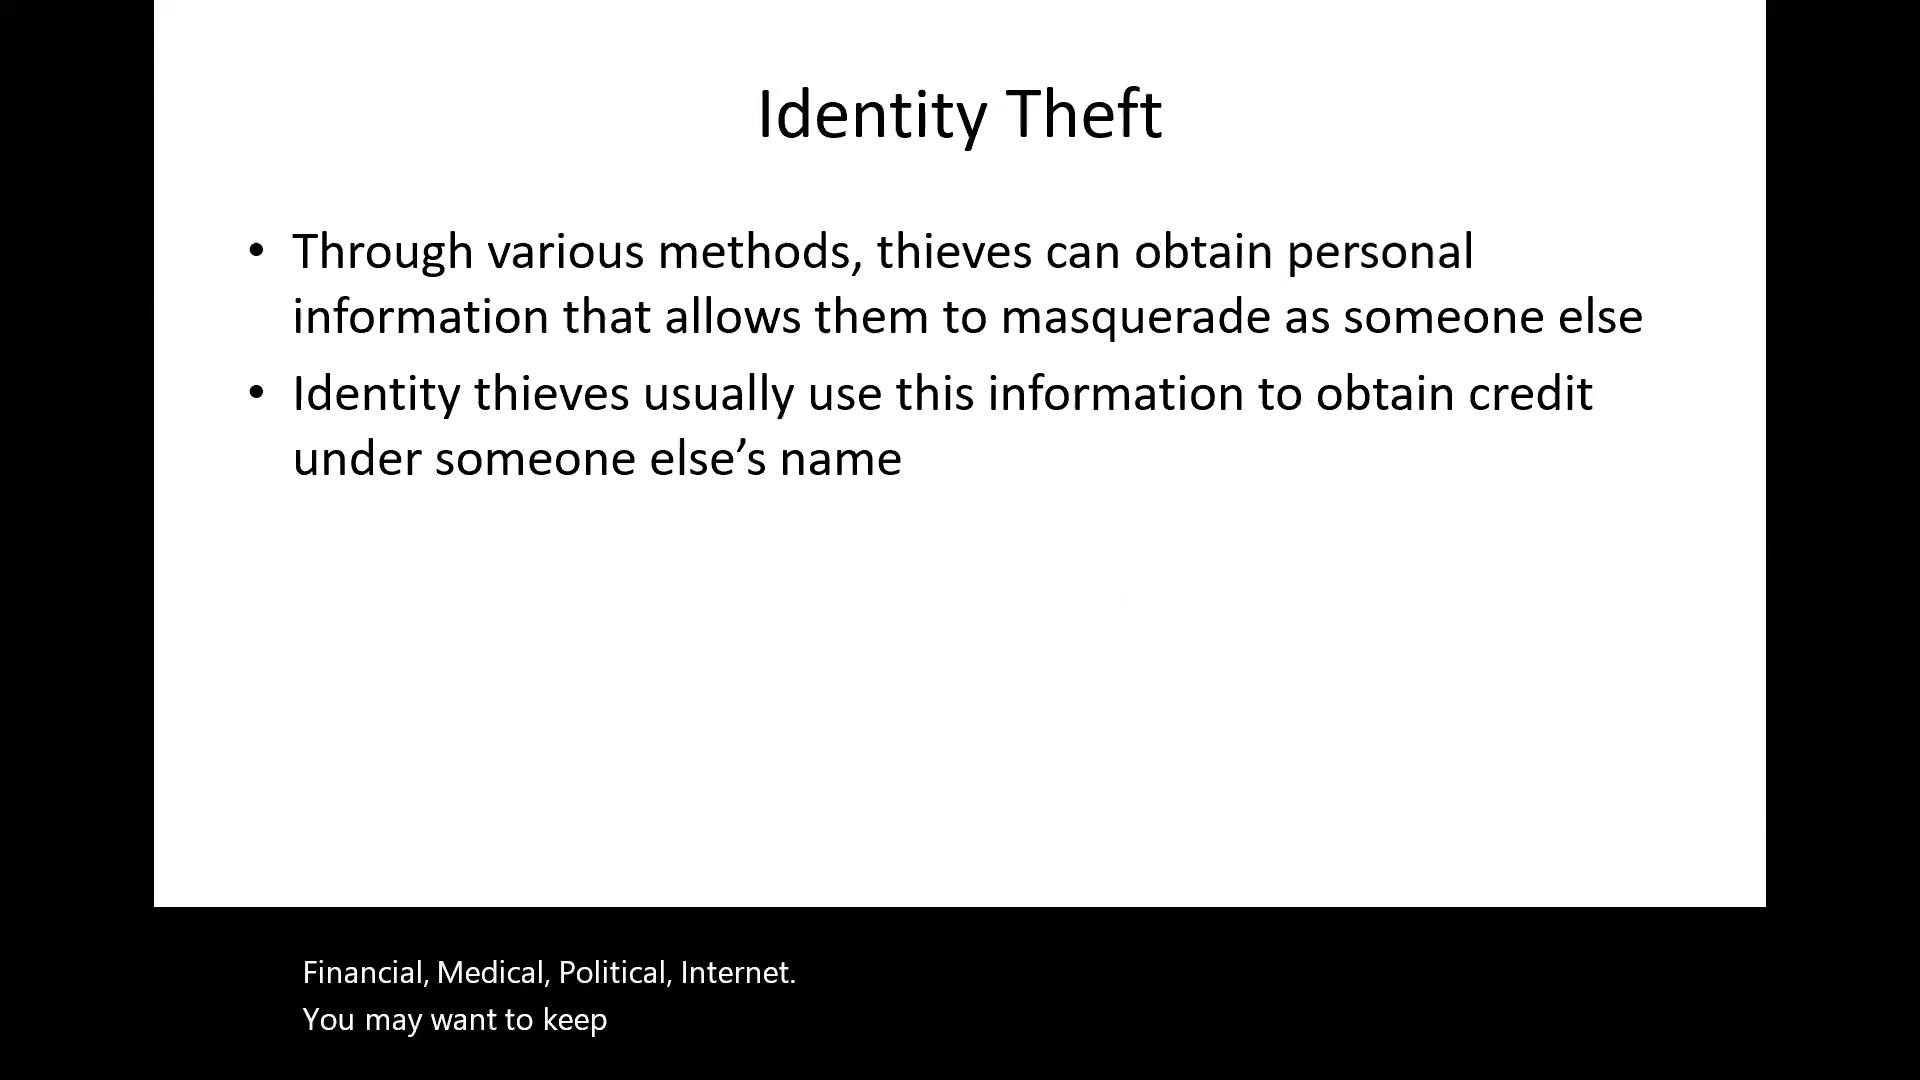 Identity Theft
• Through various methods, thieves can obtain personal
information that allows them to masquerade as someone else
• Identity thieves usually use this information to obtain credit
under someone else’s name
Financial, Medical, Political, Internet.
You may want to keep